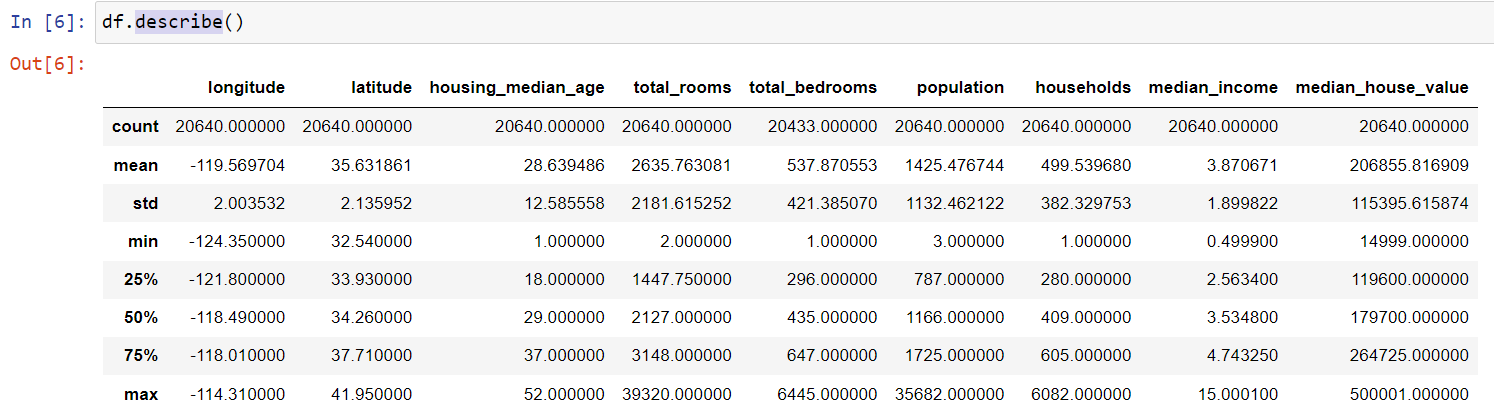 In [6]: df.describe()
Out[6]:
longitude latitude housing_median_age total_rooms total_bedrooms population households median_income median_house_value
count 20640.000000 20640.000000 20640.000000 20640.000000 20433.000000 20640.000000 20640.000000 20640.000000 20640.000000
mean -119.569704 35.631861 28.639486 2635.763081 537.870553 1425.476744 499.539680 3.870671 206855.816909
std 2.003532 2.135952 12.585558 2181.615252 421.385070 1132.462122 382.329753 1.899822 115395.615874
min -124.350000 32.540000 1.000000 2.000000 1.000000 3.000000 1.000000 0.499900 14999.000000
25% -121.800000 33.930000 18.000000 1447.750000 296.000000 787.000000 280.000000 2.563400 119600.000000
50% -118.490000 34.260000 29.000000 2127.000000 435.000000 1166.000000 409.000000 3.534800 179700.000000
75% -118.010000 37.710000 37.000000 3148.000000 647.000000 1725.000000 605.000000 4.743250 264725.000000
max -114.310000 41.950000 52.000000 39320.000000 6445.000000 35682.000000 6082.000000 15.000100 500001.000000